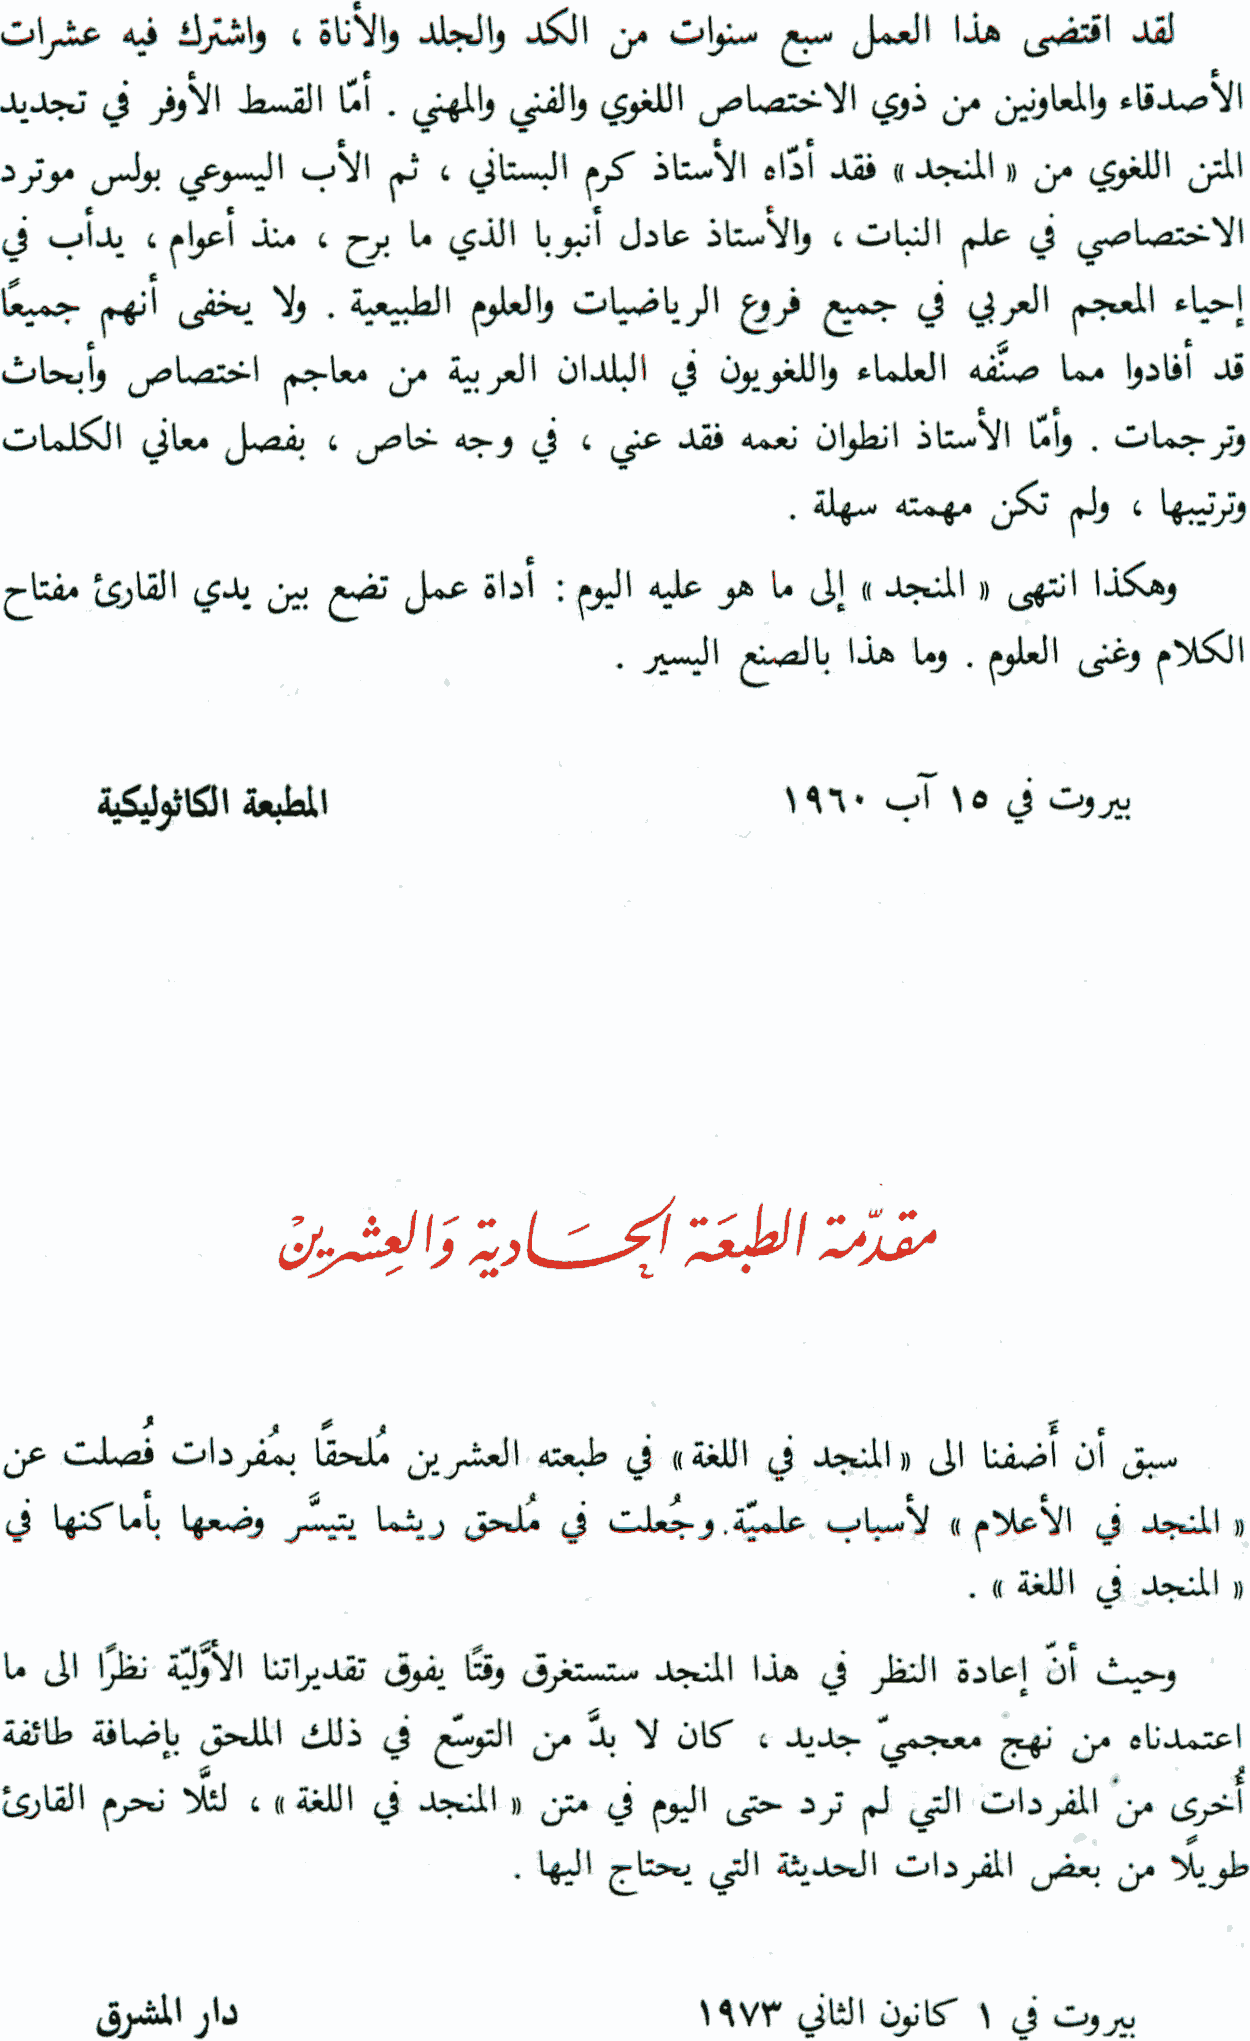 لقد اقتضى هذا العمل سبع سنوات من الكد والجلد والأناة ، واشترك فيه عشرات
الأصدقاء والمعاونين من ذوي الاختصاص اللغوي والفني والمهني . أمّا القسط الأوفر في تجديد
المتن اللغوي من « المنجد » فقد أدّاه الأستاذ كرم البستاني ، ثم الأب اليسوعي بولس موترد
الاختصاصي في علم النبات ، والأستاذ عادل أنبوبا الذي ما برح ، منذ أعوام ، يدأب في
إحياء المعجم العربي في جميع فروع الرياضيات والعلوم الطبيعية . ولا يخفى أنهم جميعًا
قد أفادوا مما صنَّفه العلماء واللغويون في البلدان العربية من معاجم اختصاص وأبحاث
وترجمات . وأمّا الأستاذ انطوان نعمه فقد عني ، في وجه خاص ، بفصل معاني الكلمات
وترتيبها ، ولم تكن مهمته سهلة .
وهكذا انتهى « المنجد » إلى ما هو عليه اليوم : أداة عمل تضع بين يدي القارئ مفتاح
الكلام وغنى العلوم . وما هذا بالصنع اليسير .
بيروت في ١٥ آب ١٩٦٠ المطبعة الكاثوليكية
مقدّمة الطبعَة الحَادية وَالعِشرينْ
سبق أن أَضفنا الى « المنجد في اللغة » في طبعته العشرين مُلحقًا بمُفردات فُصلت عن
« المنجد في الأعلام » لأسباب علميّة. وجُعلت في مُلحق ريثما يتيسَّر وضعها بأماكنها في
« المنجد في اللغة » .
وحيث أنّ إعادة النظر في هذا المنجد ستستغرق وقتًا يفوق تقديراتنا الأوَّليّة نظرًا الى ما
اعتمدناه من نهج معجميّ جديد ، كان لا بدَّ من التوسّع في ذلك الملحق بإضافة طائفة
أُخرى من المفردات التي لم ترد حتى اليوم في متن « المنجد في اللغة » ، لئلَّا نحرم القارئ
طويلًا من بعض المفردات الحديثة التي يحتاج اليها .
بيروت في ١ كانون الثاني ١٩٧٣ دار المشرق